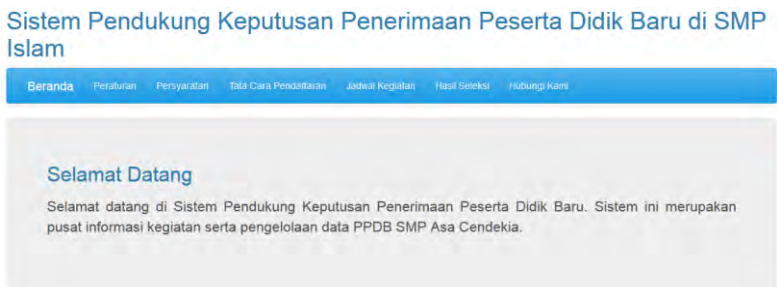 Sistem Pendukung Keputusan Penerimaan Peserta Didik Baru di SMP
Islam
Beranda Peraturan Persyaratan Tata Cara Pendaftaran Jadwal Kegiatan Hasil Seleksi Hubungi Kami
Selamat Datang
Selamat datang di Sistem Pendukung Keputusan Penerimaan Peserta Didik Baru. Sistem ini merupakan
pusat informasi kegiatan serta pengelolaan data PPDB SMP Asa Cendekia.